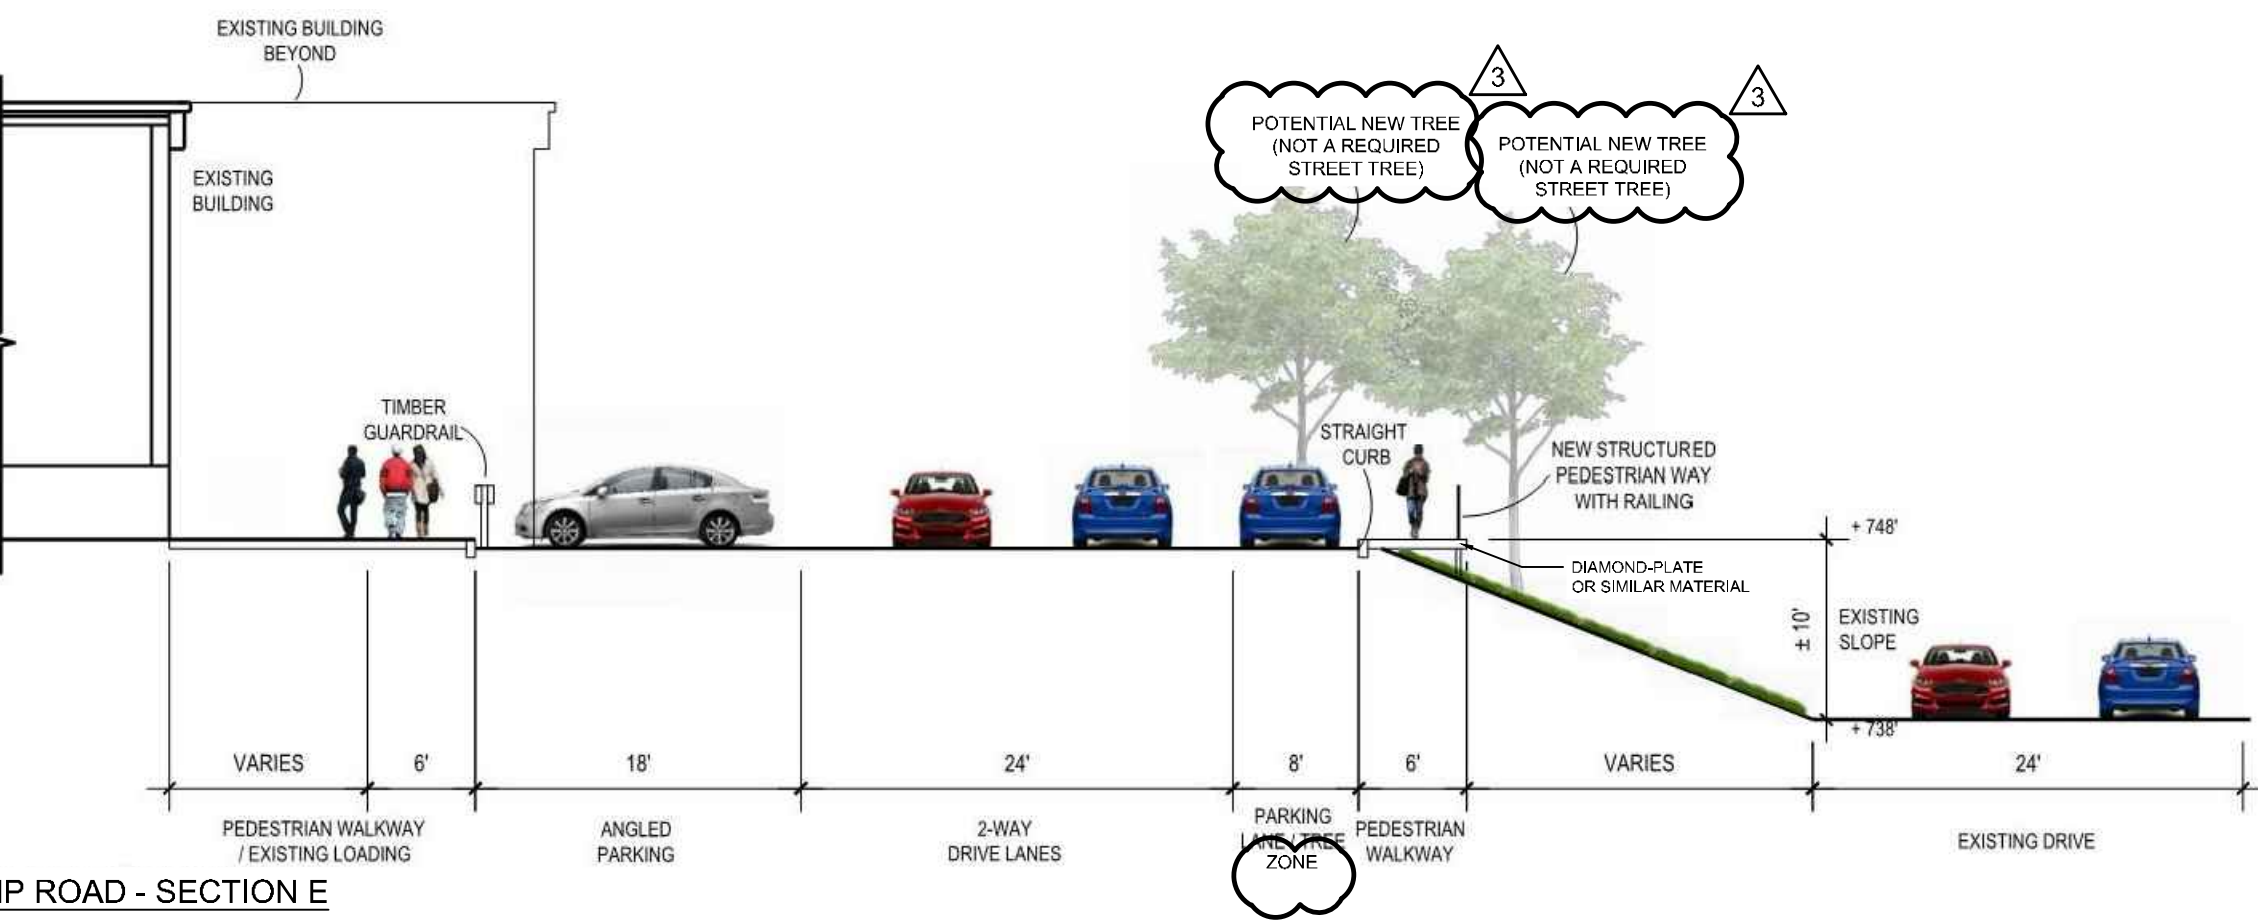 EXISTING BUILDING
BEYOND
EXISTING
BUILDING
TIMBER
GUARDRAIL
POTENTIAL NEW TREE
(NOT A REQUIRED
STREET TREE)
3
POTENTIAL NEW TREE
(NOT A REQUIRED
STREET TREE)
3
STRAIGHT
CURB
NEW STRUCTURED
PEDESTRIAN WAY
WITH RAILING
DIAMOND-PLATE
OR SIMILAR MATERIAL
+ 748'
± 10'
EXISTING
SLOPE
+ 738'
VARIES
6'
18'
24'
8'
6'
VARIES
24'
PEDESTRIAN WALKWAY
/ EXISTING LOADING
ANGLED
PARKING
2-WAY
DRIVE LANES
PARKING
LANE / TREE
ZONE
PEDESTRIAN
WALKWAY
EXISTING DRIVE
IP ROAD - SECTION E